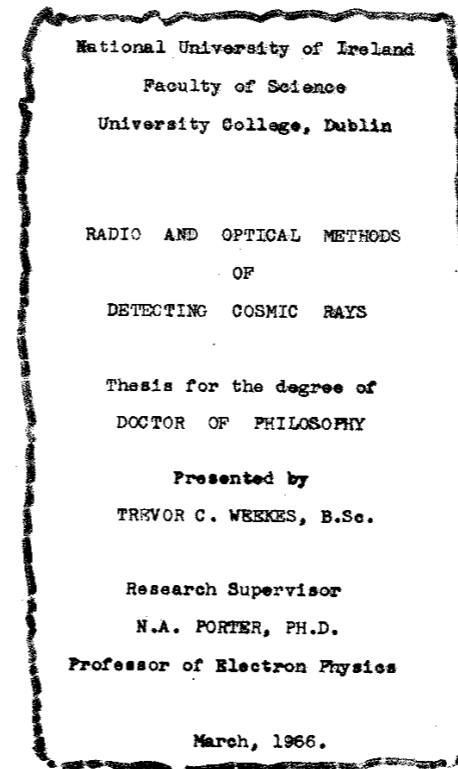 National University of Ireland
Faculty of Science
University College, Dublin
RADIO AND OPTICAL METHODS
OF
DETECTING COSMIC RAYS
Thesis for the degree of
DOCTOR OF PHILOSOPHY
Presented by
TREVOR C. WEEKES, B.Sc.
Research Supervisor
N.A. PORTER, PH.D.
Professor of Electron Physics
March, 1966.